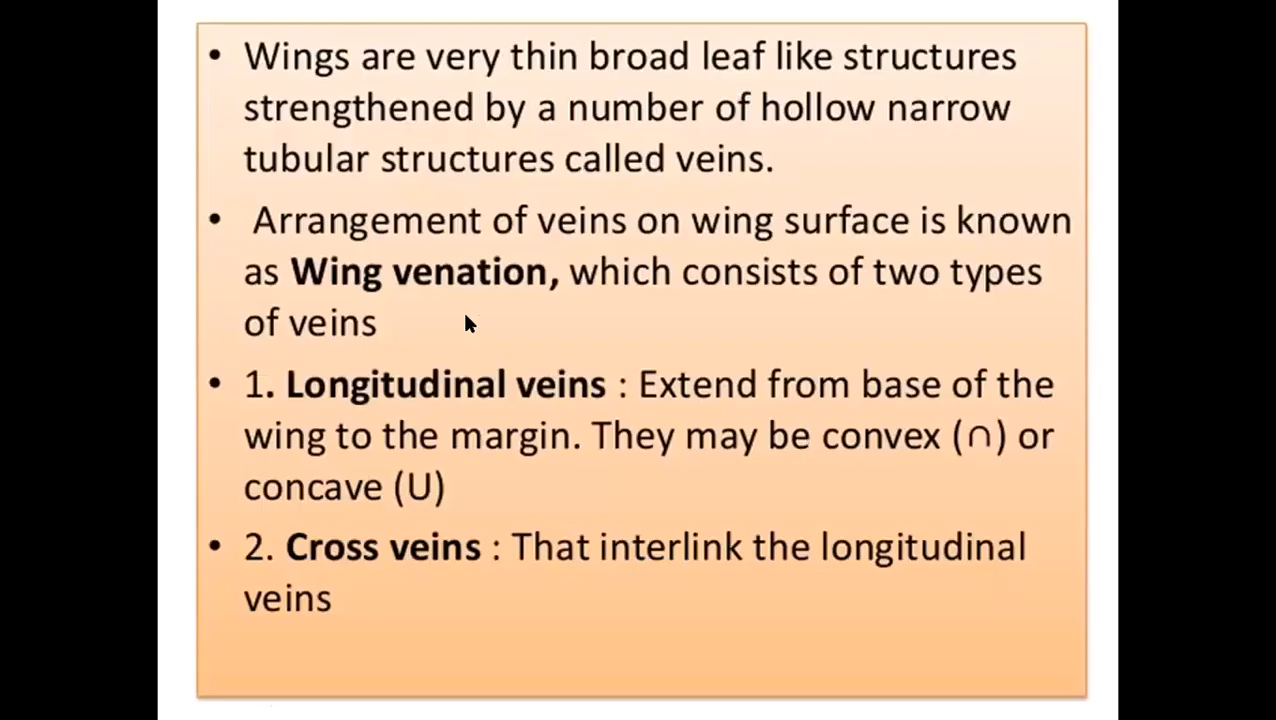 • Wings are very thin broad leaf like structures
strengthened by a number of hollow narrow
tubular structures called veins.
• Arrangement of veins on wing surface is known
as Wing venation, which consists of two types
of veins
• 1. Longitudinal veins : Extend from base of the
wing to the margin. They may be convex (∩) or
concave (U)
• 2. Cross veins : That interlink the longitudinal
veins